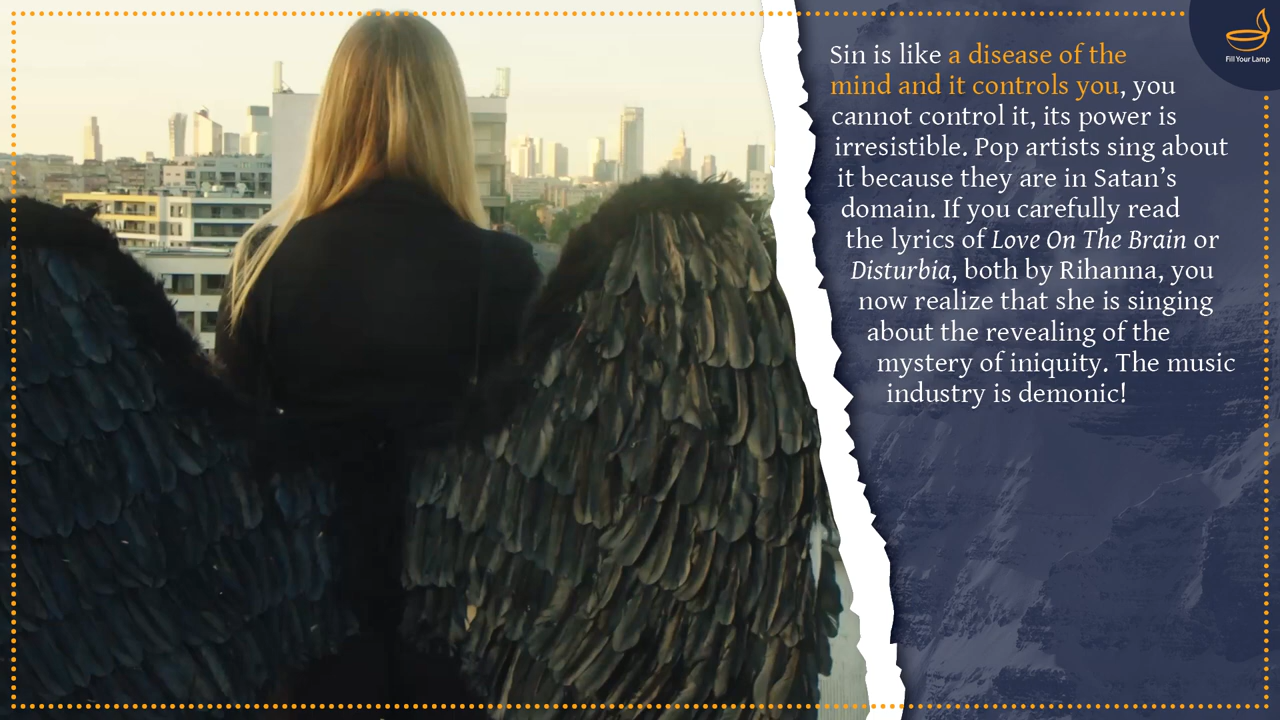 Sin is like a disease of the
mind and it controls you, you
cannot control it, its power is
irresistible. Pop artists sing about
it because they are in Satan’s
domain. If you carefully read
the lyrics of Love On The Brain or
Disturbia, both by Rihanna, you
now realize that she is singing
about the revealing of the
mystery of iniquity. The music
industry is demonic!
Fill Your Lamp